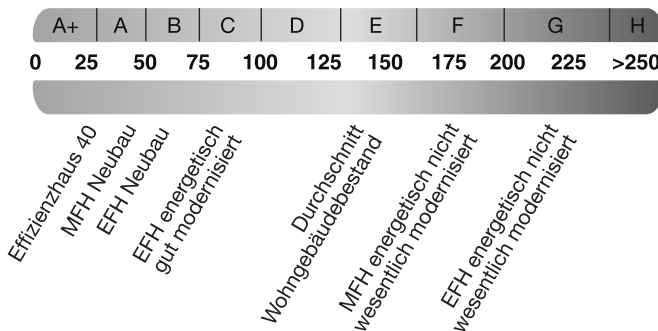 A+ A B C D E F G H
0 25 50 75 100 125 150 175 200 225 >250
Effizienzhaus 40
MFH Neubau
EFH Neubau
EFH energetisch
gut modernisiert
Durchschnitt
Wohngebäudebestand
MFH energetisch nicht
wesentlich modernisiert
EFH energetisch nicht
wesentlich modernisiert